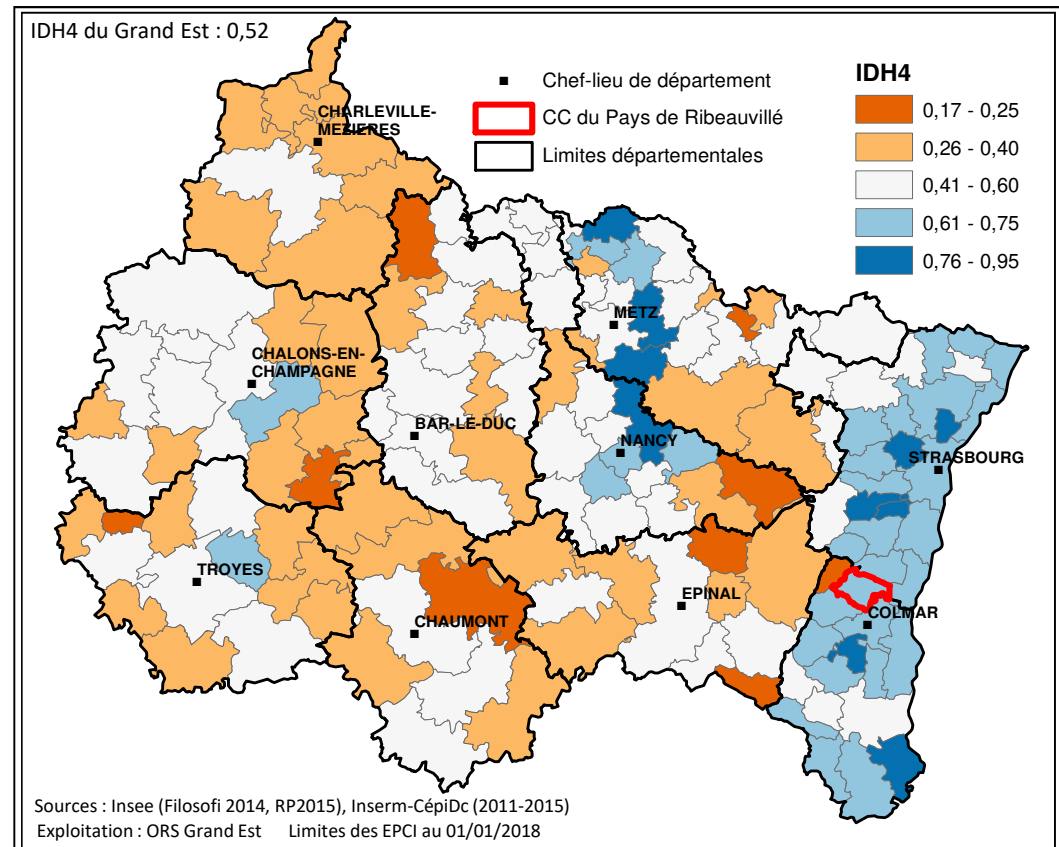 IDH4 du Grand Est : 0,52
Chef-lieu de département
CC du Pays de Ribeauvillé
Limites départementales
IDH4
0,17 - 0,25
0,26 - 0,40
0,41 - 0,60
0,61 - 0,75
0,76 - 0,95
CHARLEVILLE-
MEZIERES
METZ
CHALONS-EN-
CHAMPAGNE
BAR-LE-DUC
NANCY
STRASBOURG
TROYES
EPINAL
CHAUMONT
COLMAR
Sources : Insee (Filosofi 2014, RP2015), Inserm-CépiDc (2011-2015)
Exploitation : ORS Grand Est Limites des EPCI au 01/01/2018